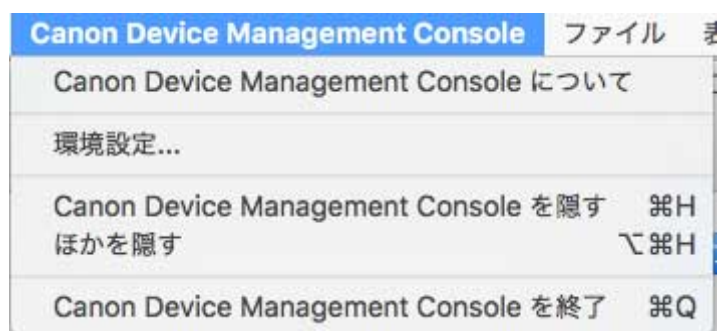 Canon Device Management Console ファイル
Canon Device Management Console について
環境設定...
Canon Device Management Console を隠す ⌘H
ほかを隠す ⌥⌘H
Canon Device Management Console を終了 ⌘Q